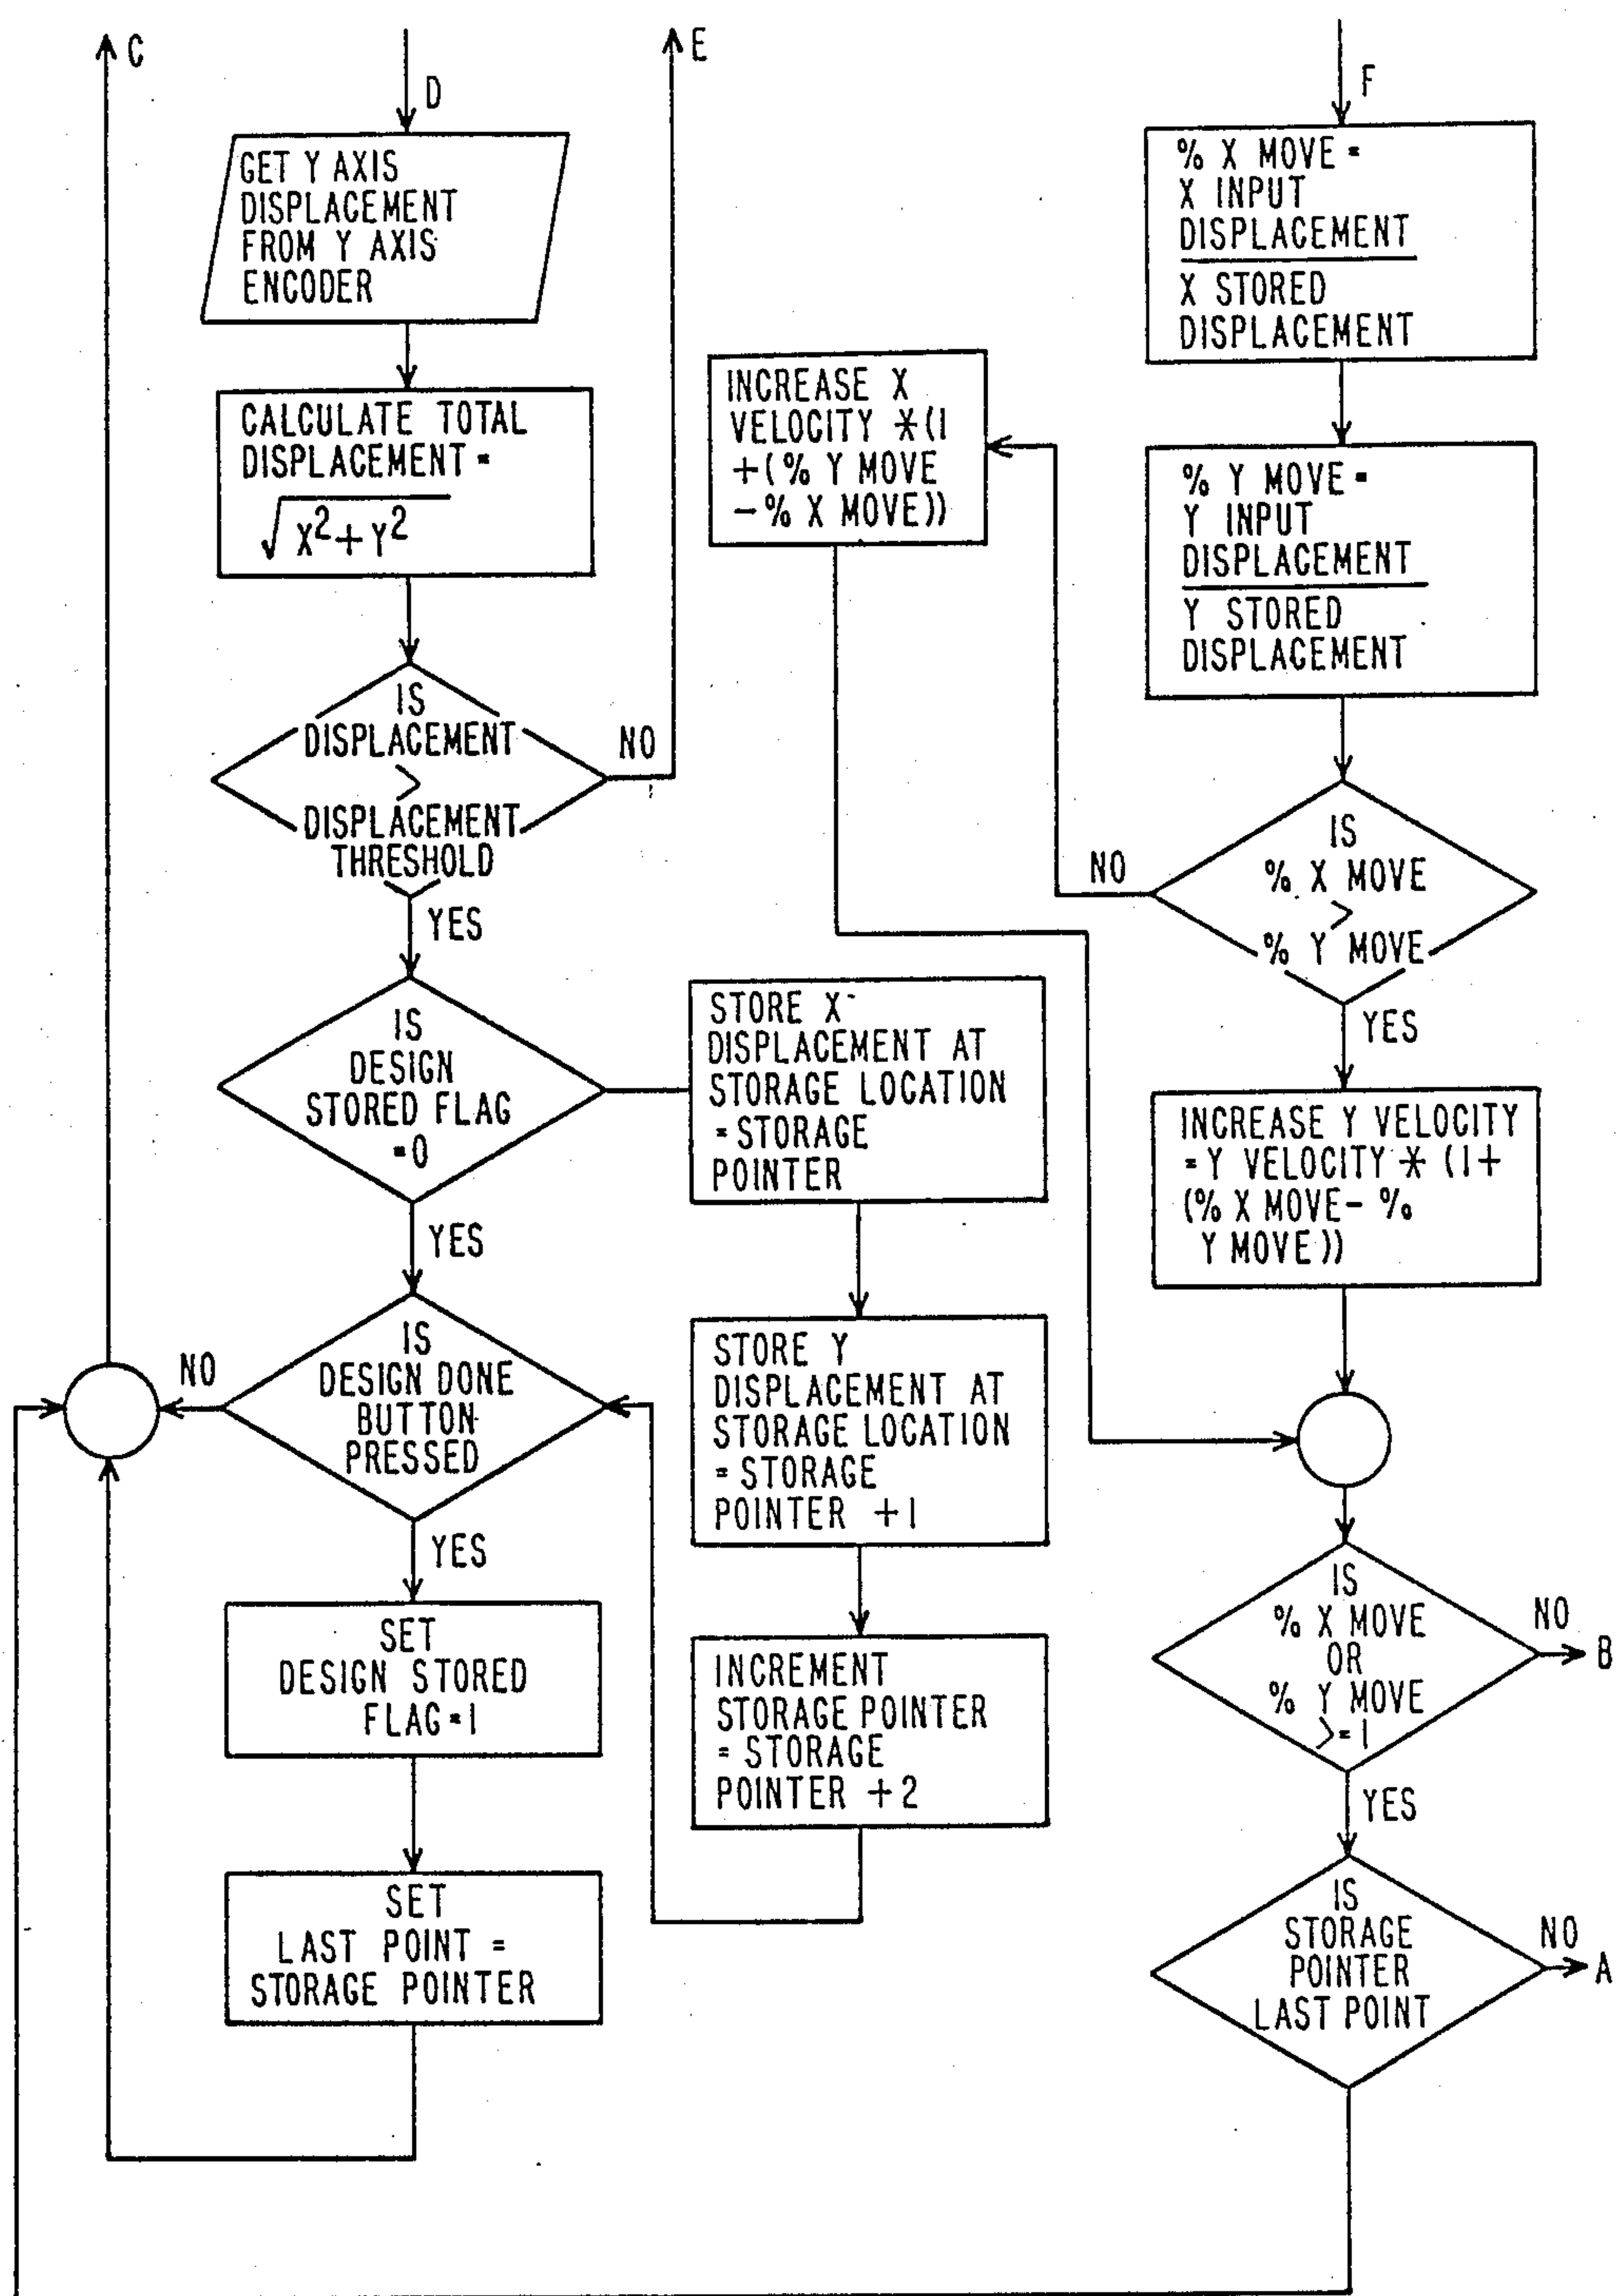 C
D
GET Y AXIS
DISPLACEMENT
FROM Y AXIS
ENCODER
CALCULATE TOTAL
DISPLACEMENT =
√X²+Y²
IS
DISPLACEMENT
>
DISPLACEMENT
THRESHOLD
NO
E
YES
IS
DESIGN
STORED FLAG
=0
YES
IS
DESIGN DONE
BUTTON
PRESSED
NO
YES
SET
DESIGN STORED
FLAG=1
SET
LAST POINT =
STORAGE POINTER
STORE X
DISPLACEMENT AT
STORAGE LOCATION
=STORAGE
POINTER
STORE Y
DISPLACEMENT AT
STORAGE LOCATION
= STORAGE
POINTER +1
INCREMENT
STORAGE POINTER
= STORAGE
POINTER +2
INCREASE X
VELOCITY *(1
+(% Y MOVE
-% X MOVE))
F
% X MOVE=
X INPUT
DISPLACEMENT
X STORED
DISPLACEMENT
% Y MOVE=
Y INPUT
DISPLACEMENT
Y STORED
DISPLACEMENT
IS
% X MOVE
>
% Y MOVE
NO
YES
INCREASE Y VELOCITY
=Y VELOCITY * (1+
(% X MOVE- %
Y MOVE))
IS
% X MOVE
OR
% Y MOVE
>=1
NO
B
YES
IS
STORAGE
POINTER
LAST POINT
NO
A